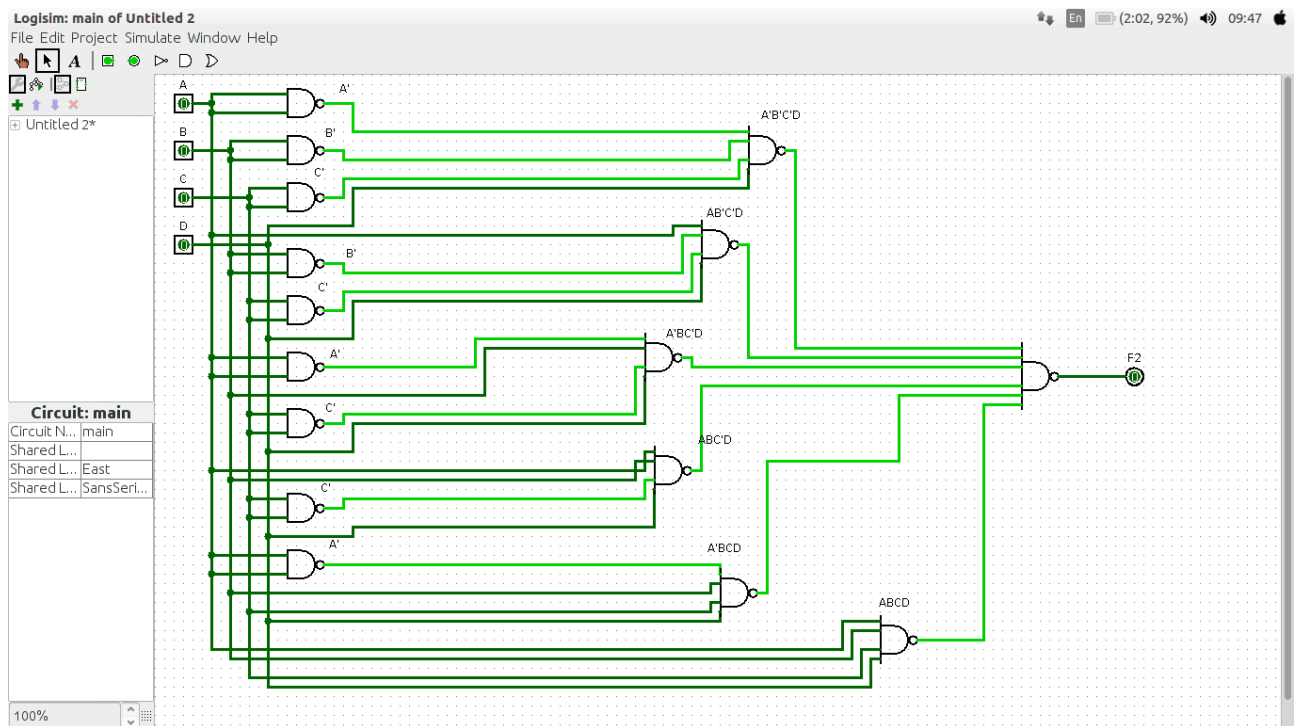 Logisim: main of Untitled 2
En (2:02, 92%) 09:47
File Edit Project Simulate Window Help
A
Untitled 2*
Circuit: main
Circuit N... main
Shared L...
Shared L... East
Shared L... SansSeri...
100%
A
B
C
D
A'
B'
C'
B'
C'
A'
C'
C'
A'
A'B'C'D
AB'C'D
A'BC'D
ABC'D
A'BCD
ABCD
F2